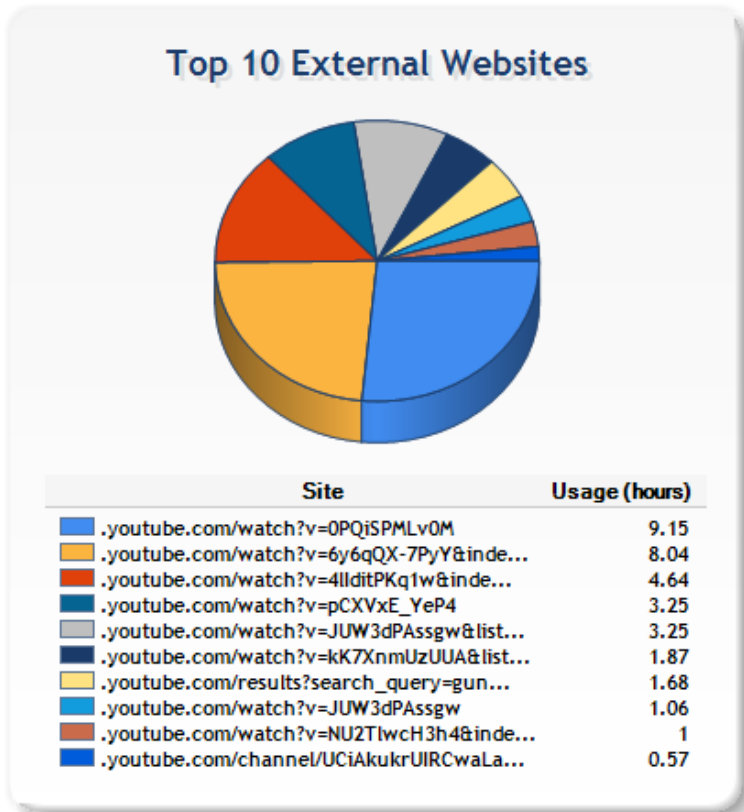 Top 10 External Websites
Site Usage (hours)
.youtube.com/watch?v=0PQiSPMLv0M 9.15
.youtube.com/watch?v=6y6qQX-7PyY&inde... 8.04
.youtube.com/watch?v=4lIditPKq1w&inde... 4.64
.youtube.com/watch?v=pCXVxE_YeP4 3.25
.youtube.com/watch?v=JUW3dPAssgw&list... 3.25
.youtube.com/watch?v=kK7XnmUzUUA&list... 1.87
.youtube.com/results?search_query=gun... 1.68
.youtube.com/watch?v=JUW3dPAssgw 1.06
.youtube.com/watch?v=NU2TlwcH3h4&inde... 1
.youtube.com/channel/UCiAkukrUIRCwaLa... 0.57